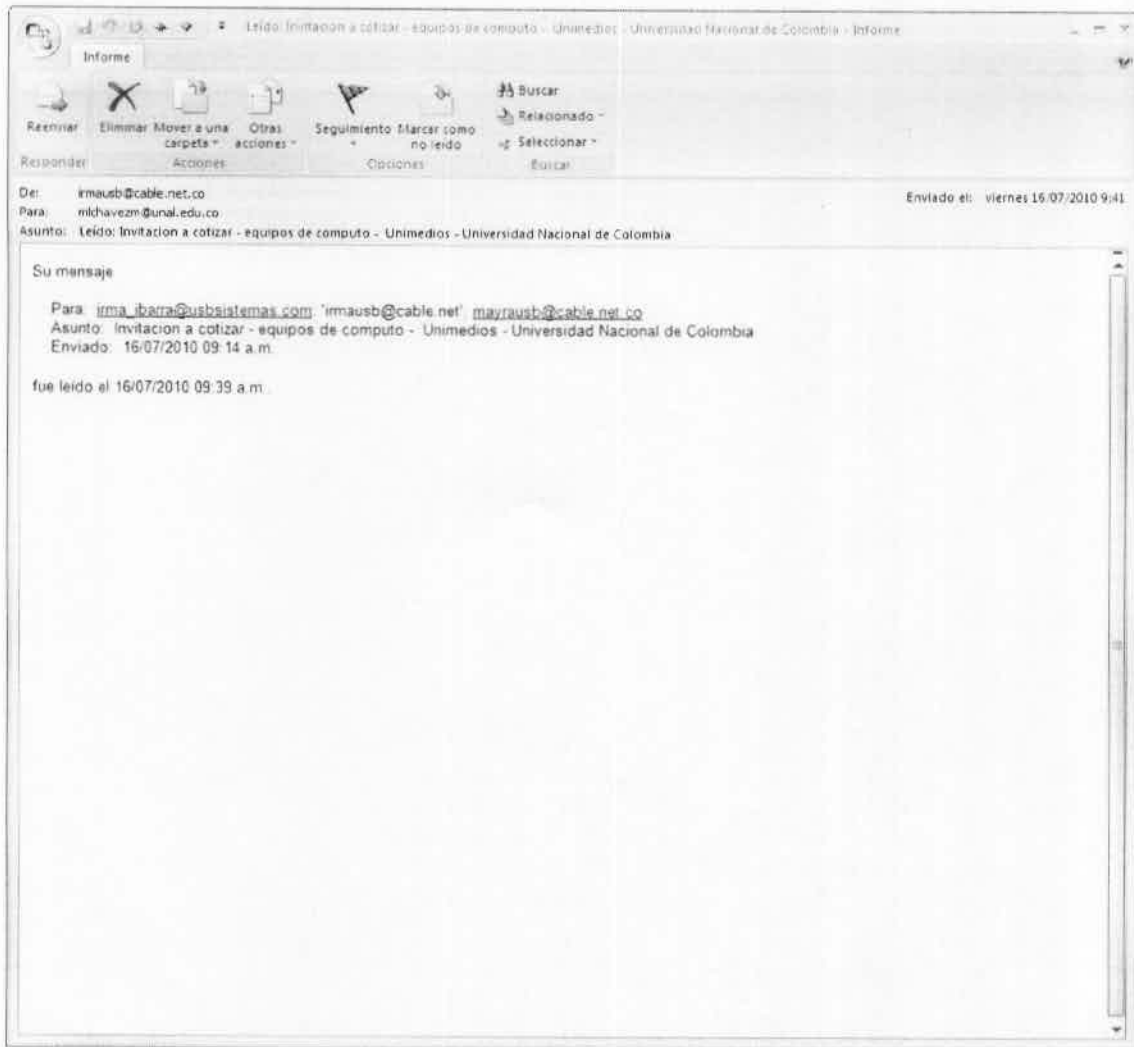 Leído: Invitacion a cotizar - equipos de computo - Unimedios - Universidad Nacional de Colombia - Informe
Informe
Reenviar
Eliminar
Mover a una carpeta
Otras acciones
Seguimiento
Marcar como no leído
Buscar
Relacionado
Seleccionar
Responder
Acciones
Opciones
Buscar
De: irmausb@cable.net.co
Enviado el: viernes 16/07/2010 9:41
Para: mlchavezm@unal.edu.co
Asunto: Leído: Invitacion a cotizar - equipos de computo - Unimedios - Universidad Nacional de Colombia
Su mensaje
Para: irma_ibarra@usbsistemas.com; 'irmausb@cable.net'; mayrausb@cable.net.co
Asunto: Invitacion a cotizar - equipos de computo - Unimedios - Universidad Nacional de Colombia
Enviado: 16/07/2010 09:14 a.m.
fue leído el 16/07/2010 09:39 a.m.